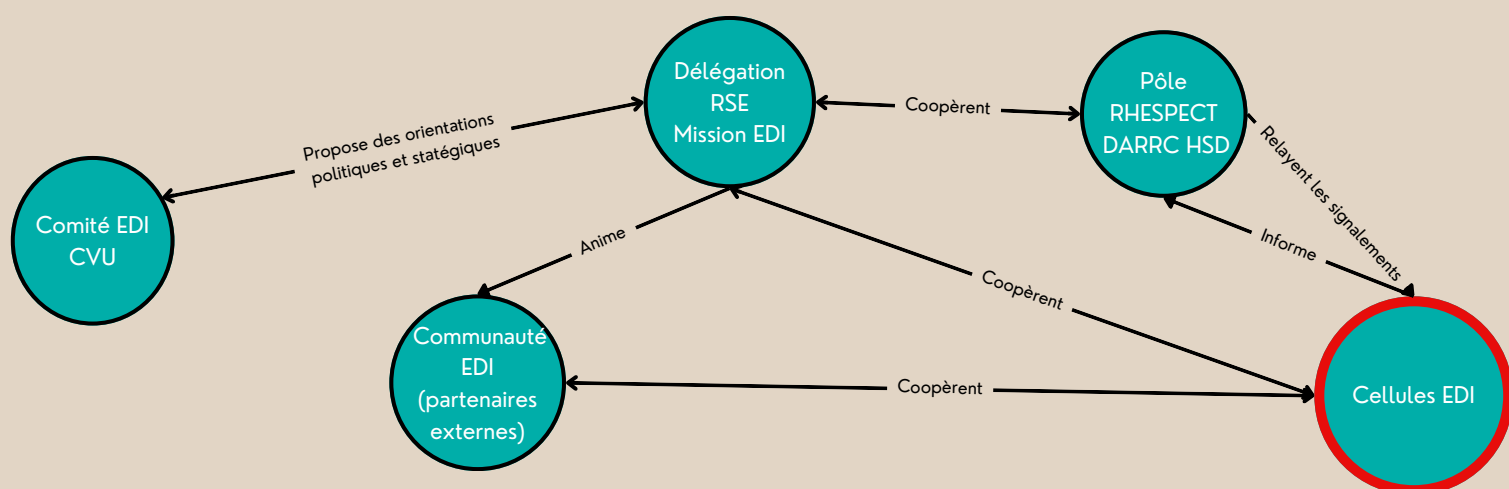 Délégation
RSE
Mission EDI
Pôle
RHESPECT
DARRC HSD
Coopèrent
Propose des orientations
politiques et statégiques
Relayent les signalements
Comité EDI
CVU
Anime
Informe
Coopèrent
Communauté
EDI
(partenaires
externes)
Coopèrent
Cellules EDI